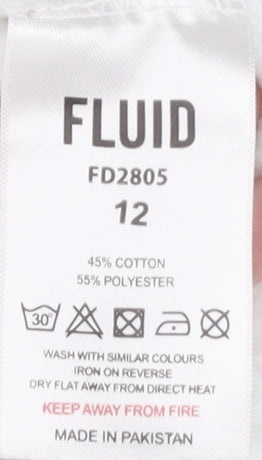 FLUID
FD2805
12
45% COTTON
55% POLYESTER
30°
WASH WITH SIMILAR COLOURS
IRON ON REVERSE
DRY FLAT AWAY FROM DIRECT HEAT
KEEP AWAY FROM FIRE
MADE IN PAKISTAN